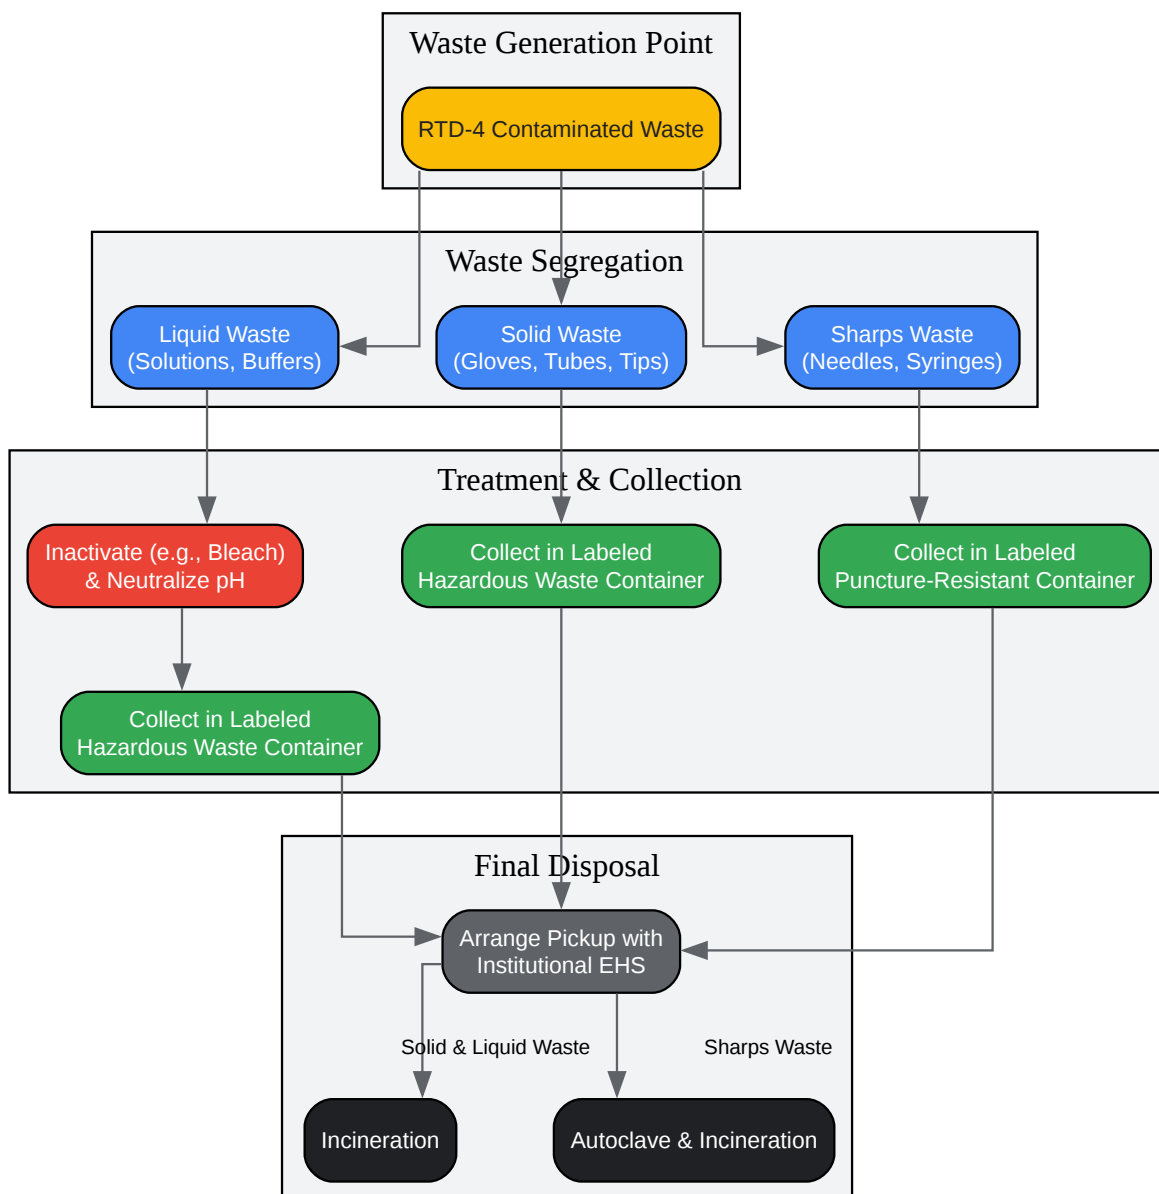 Waste Generation Point
RTD-4 Contaminated Waste
Waste Segregation
Liquid Waste
(Solutions, Buffers)
Solid Waste
(Gloves, Tubes, Tips)
Sharps Waste
(Needles, Syringes)
Treatment & Collection
Inactivate (e.g., Bleach)
& Neutralize pH
Collect in Labeled
Hazardous Waste Container
Collect in Labeled
Puncture-Resistant Container
Collect in Labeled
Hazardous Waste Container
Final Disposal
Arrange Pickup with
Institutional EHS
Solid & Liquid Waste
Sharps Waste
Incineration
Autoclave & Incineration